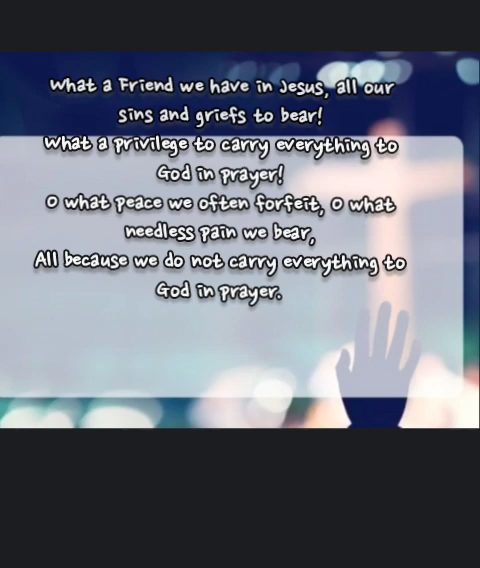 What a Friend we have in Jesus, all our
sins and griefs to bear!
What a privilege to carry everything to
God in prayer!
O what peace we often forfeit, O what
needless pain we bear,
All because we do not carry everything to
God in prayer.